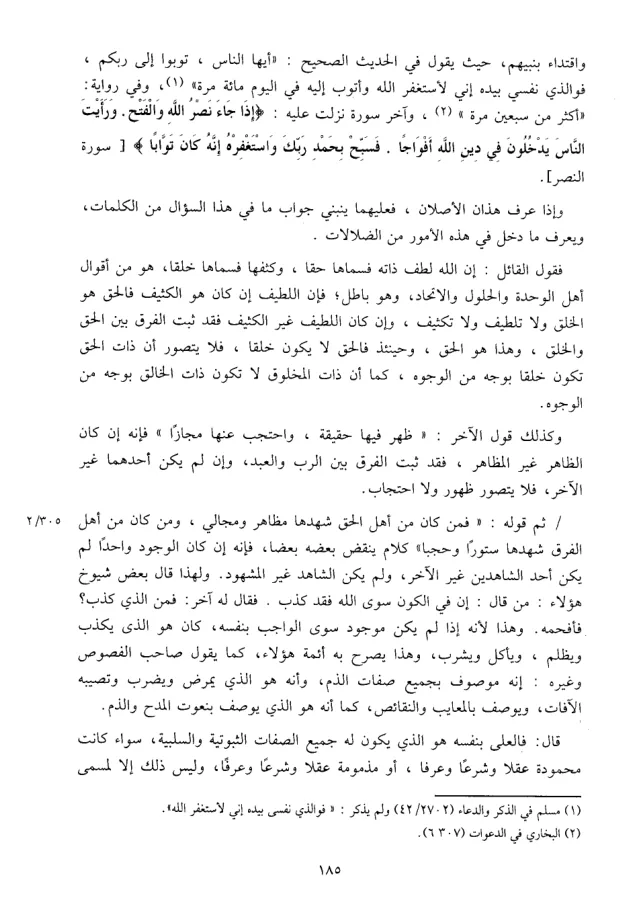 واقتداء بنبيهم، حيث يقول في الحديث الصحيح : «أيها الناس ، توبوا إلى ربكم ،
فوالذي نفسي بيده إني لأستغفر الله وأتوب إليه في اليوم مائة مرة» (١)، وفي رواية:
«أكثر من سبعين مرة » (٢) ، وآخر سورة نزلت عليه : ﴿إِذَا جَاءَ نَصْرُ اللَّهِ وَالْفَتْحُ. وَرَأَيْتَ
النَّاسَ يَدْخُلُونَ فِي دِينِ اللَّهِ أَفْوَاجًا . فَسَبِّحْ بِحَمْدِ رَبِّكَ وَاسْتَغْفِرْهُ إِنَّهُ كَانَ تَوَّابًا ﴾ [ سورة
النصر].
وإذا عرف هذان الأصلان ، فعليهما ينبني جواب ما في هذا السؤال من الكلمات،
ويعرف ما دخل في هذه الأمور من الضلالات .
فقول القائل : إن الله لطف ذاته فسماها حقا ، وكثفها فسماها خلقا، هو من أقوال
أهل الوحدة والحلول والاتحاد، وهو باطل؛ فإن اللطيف إن كان هو الكثيف فالحق هو
الخلق ولا تلطيف ولا تكثيف ، وإن كان اللطيف غير الكثيف فقد ثبت الفرق بين الحق
والخلق ، وهذا هو الحق ، وحينئذ فالحق لا يكون خلقا ، فلا يتصور أن ذات الحق
تكون خلقا بوجه من الوجوه ، كما أن ذات المخلوق لا تكون ذات الخالق بوجه من
الوجوه.
وكذلك قول الآخر : « ظهر فيها حقيقة ، واحتجب عنها مجازًا » فإنه إن كان
الظاهر غير المظاهر ، فقد ثبت الفرق بين الرب والعبد، وإن لم يكن أحدهما غير
الآخر، فلا يتصور ظهور ولا احتجاب.
/ ثم قوله : « فمن كان من أهل الحق شهدها مظاهر ومجالي ، ومن كان من أهل ٢/٣٠٥
الفرق شهدها ستورًا وحجبا» كلام ينقض بعضه بعضا، فإنه إن كان الوجود واحدًا لم
يكن أحد الشاهدين غير الآخر، ولم يكن الشاهد غير المشهود. ولهذا قال بعض شيوخ
هؤلاء : من قال : إن في الكون سوى الله فقد كذب . فقال له آخر: فمن الذي كذب؟
فأفحمه. وهذا لأنه إذا لم يكن موجود سوى الواجب بنفسه، كان هو الذى يكذب
ويظلم ، ويأكل ويشرب، وهذا يصرح به أئمة هؤلاء، كما يقول صاحب الفصوص
وغيره : إنه موصوف بجميع صفات الذم، وأنه هو الذي يمرض ويضرب وتصيبه
الآفات، ويوصف بالمعايب والنقائص، كما أنه هو الذي يوصف بنعوت المدح والذم.
قال: فالعلى بنفسه هو الذي يكون له جميع الصفات الثبوتية والسلبية، سواء كانت
محمودة عقلا وشرعًا وعرفا ، أو مذمومة عقلا وشرعًا وعرفًا، وليس ذلك إلا لمسمى
(١) مسلم في الذكر والدعاء (٤٢/٢٧٠٢) ولم يذكر : « فوالذي نفسى بيده إني لأستغفر الله».
(٢) البخاري في الدعوات (٦٣٠٧).
١٨٥